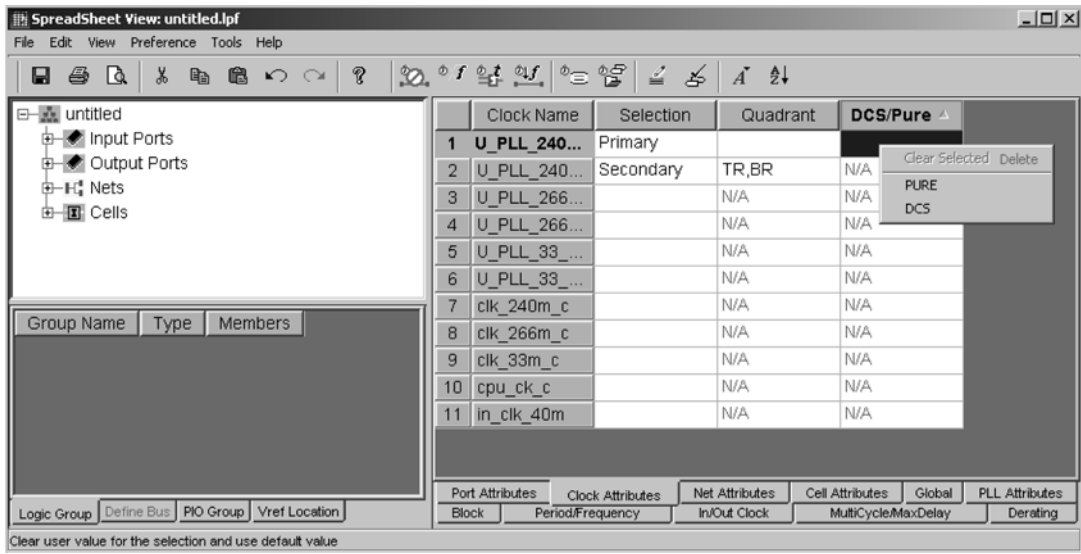 SpreadSheet View: untitled.lpf
File Edit View Preference Tools Help
untitled
Input Ports
Output Ports
Nets
Cells
Group Name Type Members
Logic Group Define Bus PIO Group Vref Location
Clock Name Selection Quadrant DCS/Pure
1 U_PLL_240... Primary
2 U_PLL_240... Secondary TR,BR N/A
3 U_PLL_266... N/A
4 U_PLL_266... N/A N/A
5 U_PLL_33_... N/A N/A
6 U_PLL_33_... N/A N/A
7 clk_240m_c N/A N/A
8 clk_266m_c N/A N/A
9 clk_33m_c N/A N/A
10 cpu_ck_c N/A N/A
11 in_clk_40m N/A N/A
Clear Selected Delete
PURE
DCS
Port Attributes Clock Attributes Net Attributes Cell Attributes Global PLL Attributes
Block Period/Frequency In/Out Clock MultiCycle/MaxDelay Derating
Clear user value for the selection and use default value